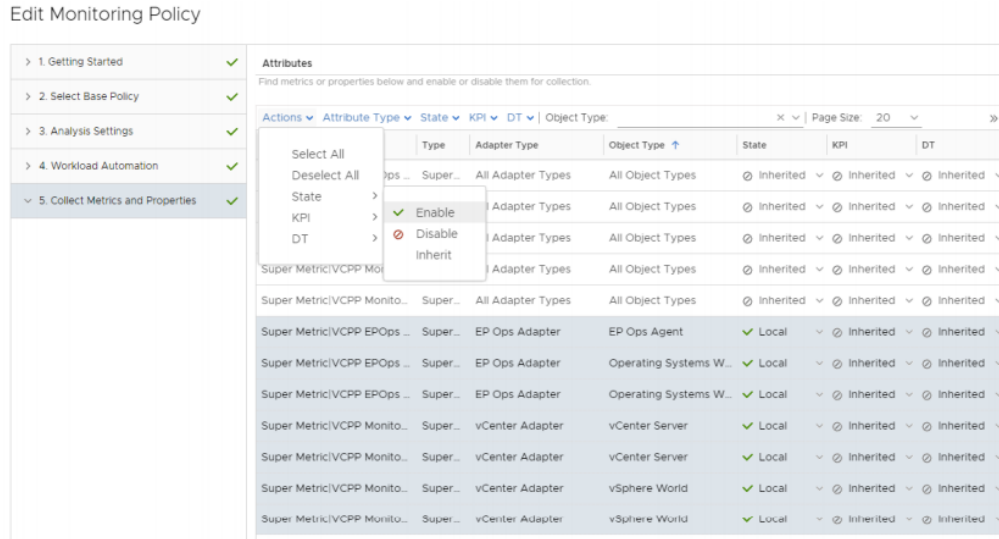 Edit Monitoring Policy
1. Getting Started
2. Select Base Policy
3. Analysis Settings
4. Workload Automation
5. Collect Metrics and Properties
Attributes
Find metrics or properties below and enable or disable them for collection.
Actions Attribute Type State KPI DT Object Type: Page Size: 20
Type Adapter Type Object Type State KPI DT
Select All
Deselect All
State
KPI
DT
Enable
Disable
Inherit
Ops ... Super... All Adapter Types All Object Types Inherited Inherited Inherited
l Adapter Types All Object Types Inherited Inherited Inherited
l Adapter Types All Object Types Inherited Inherited Inherited
Super Metric|VCPP Mo l Adapter Types All Object Types Inherited Inherited Inherited
Super Metric|VCPP Monito... Super... All Adapter Types All Object Types Inherited Inherited Inherited
Super Metric|VCPP EPOps ... Super... EP Ops Adapter EP Ops Agent Local Inherited Inherited
Super Metric|VCPP EPOps ... Super... EP Ops Adapter Operating Systems W... Local Inherited Inherited
Super Metric|VCPP EPOps ... Super... EP Ops Adapter Operating Systems W... Local Inherited Inherited
Super Metric|VCPP Monito... Super... vCenter Adapter vCenter Server Local Inherited Inherited
Super Metric|VCPP Monito... Super... vCenter Adapter vCenter Server Local Inherited Inherited
Super Metric|VCPP Monito... Super... vCenter Adapter vSphere World Local Inherited Inherited
Super Metric|VCPP Monito... Super... vCenter Adapter vSphere World Local Inherited Inherited